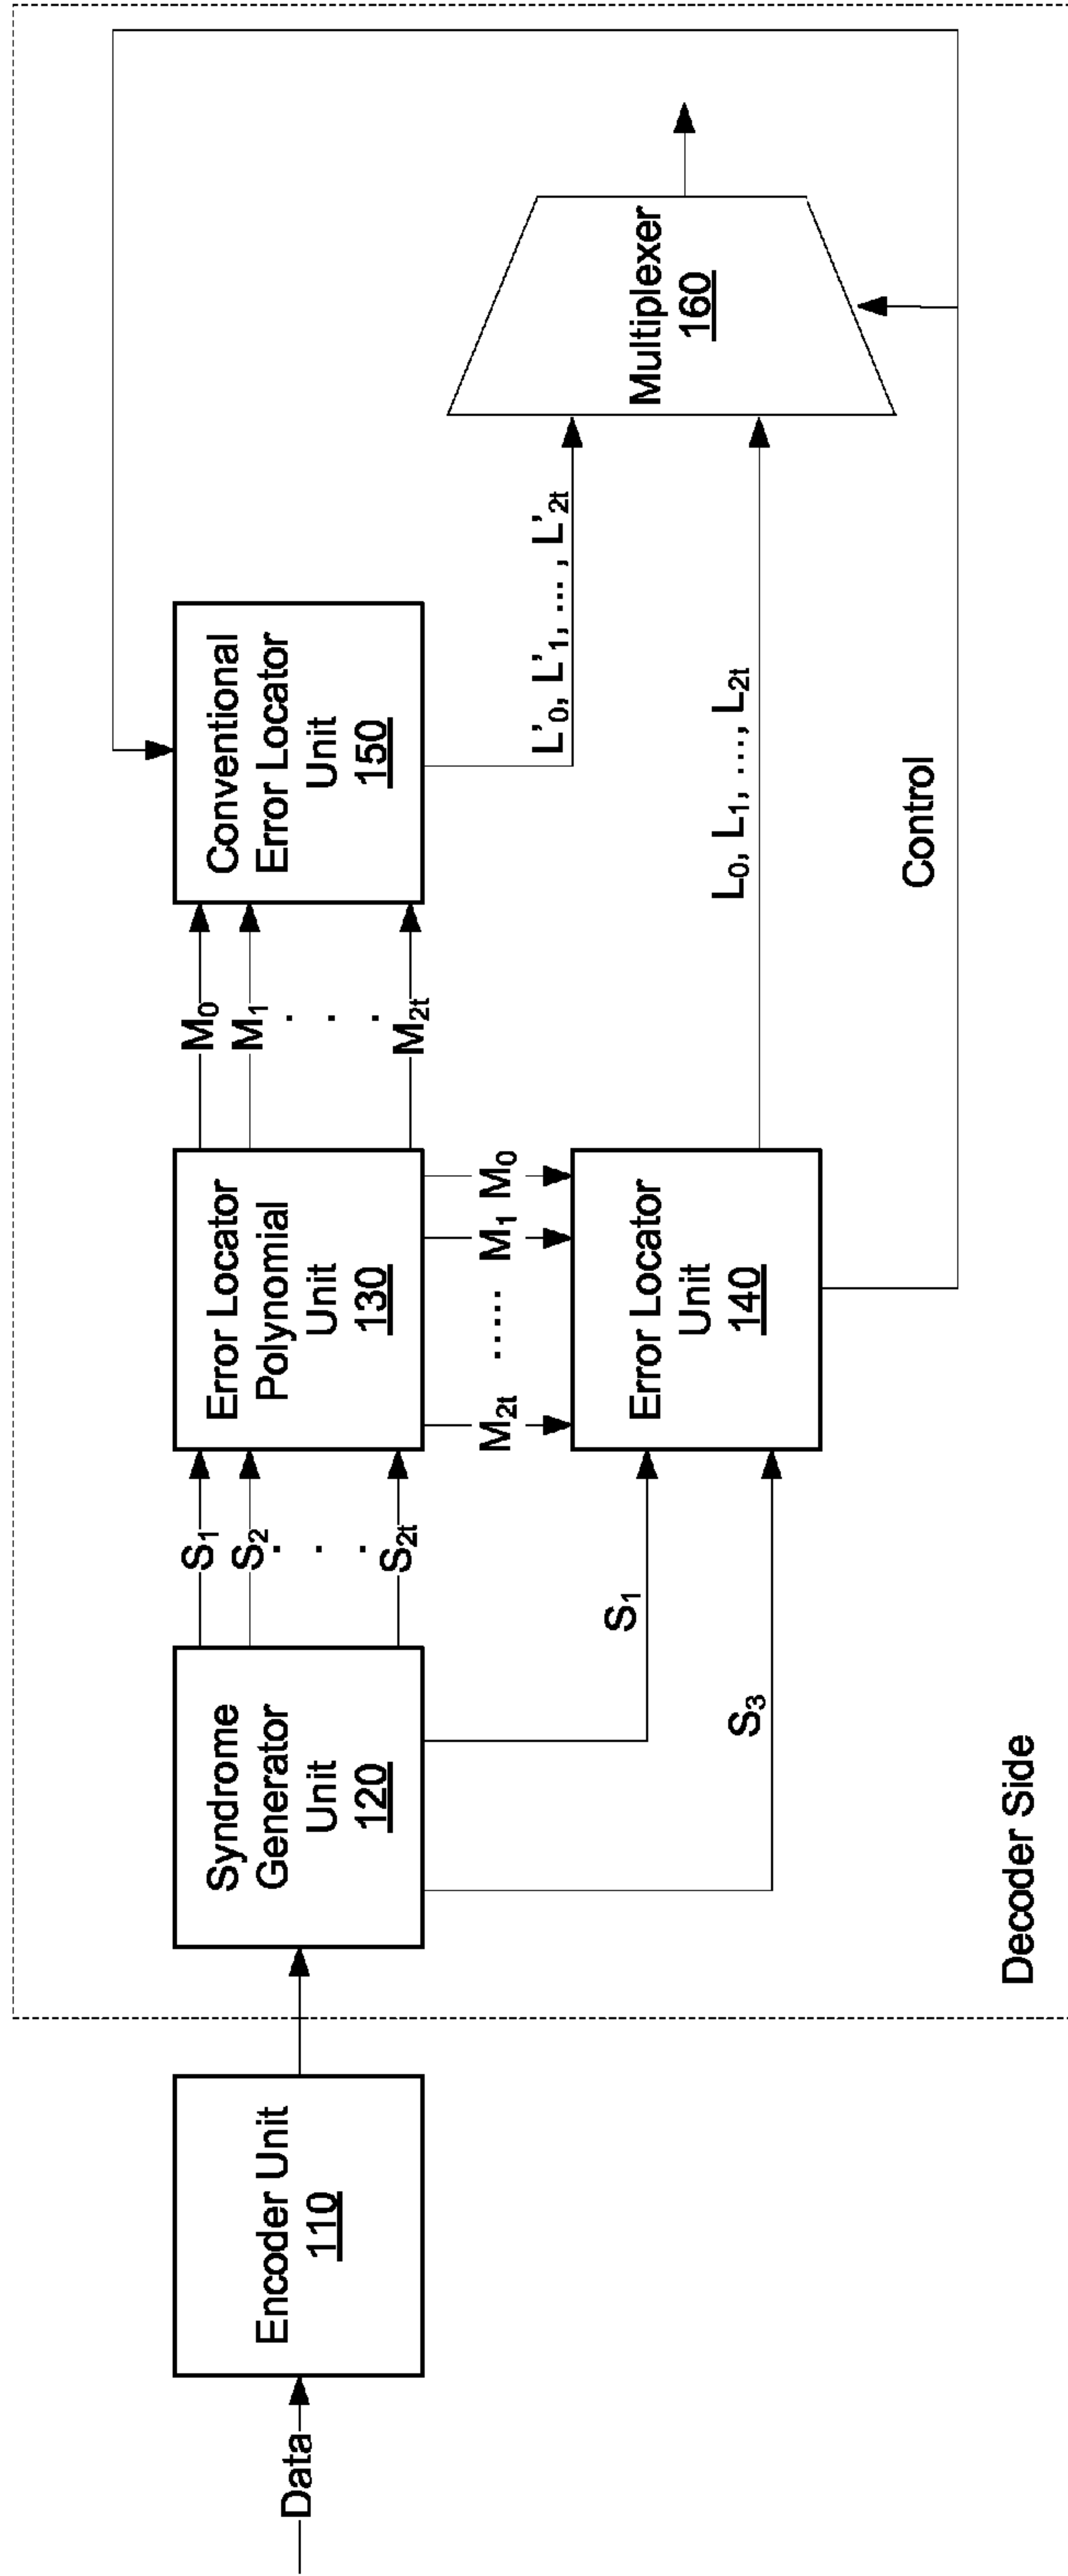 Data
Encoder Unit
110
Syndrome
Generator
Unit
120
S₁
S₂
. . .
S₂ₜ
S₁
S₃
Error Locator
Polynomial
Unit
130
M₀
M₁
. . .
M₂ₜ
M₂ₜ ..... M₁ M₀
Error Locator
Unit
140
Conventional
Error Locator
Unit
150
L'₀, L'₁, ... , L'₂ₜ
L₀, L₁, ..., L₂ₜ
Multiplexer
160
Control
Decoder Side